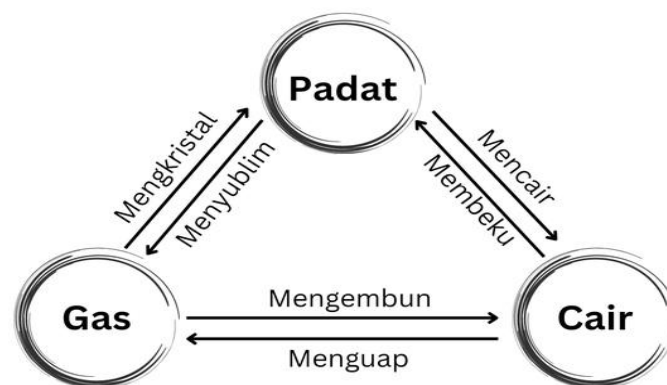 Padat
Mengkristal
Menyublim
Mencair
Membeku
Gas
Mengembun
Menguap
Cair